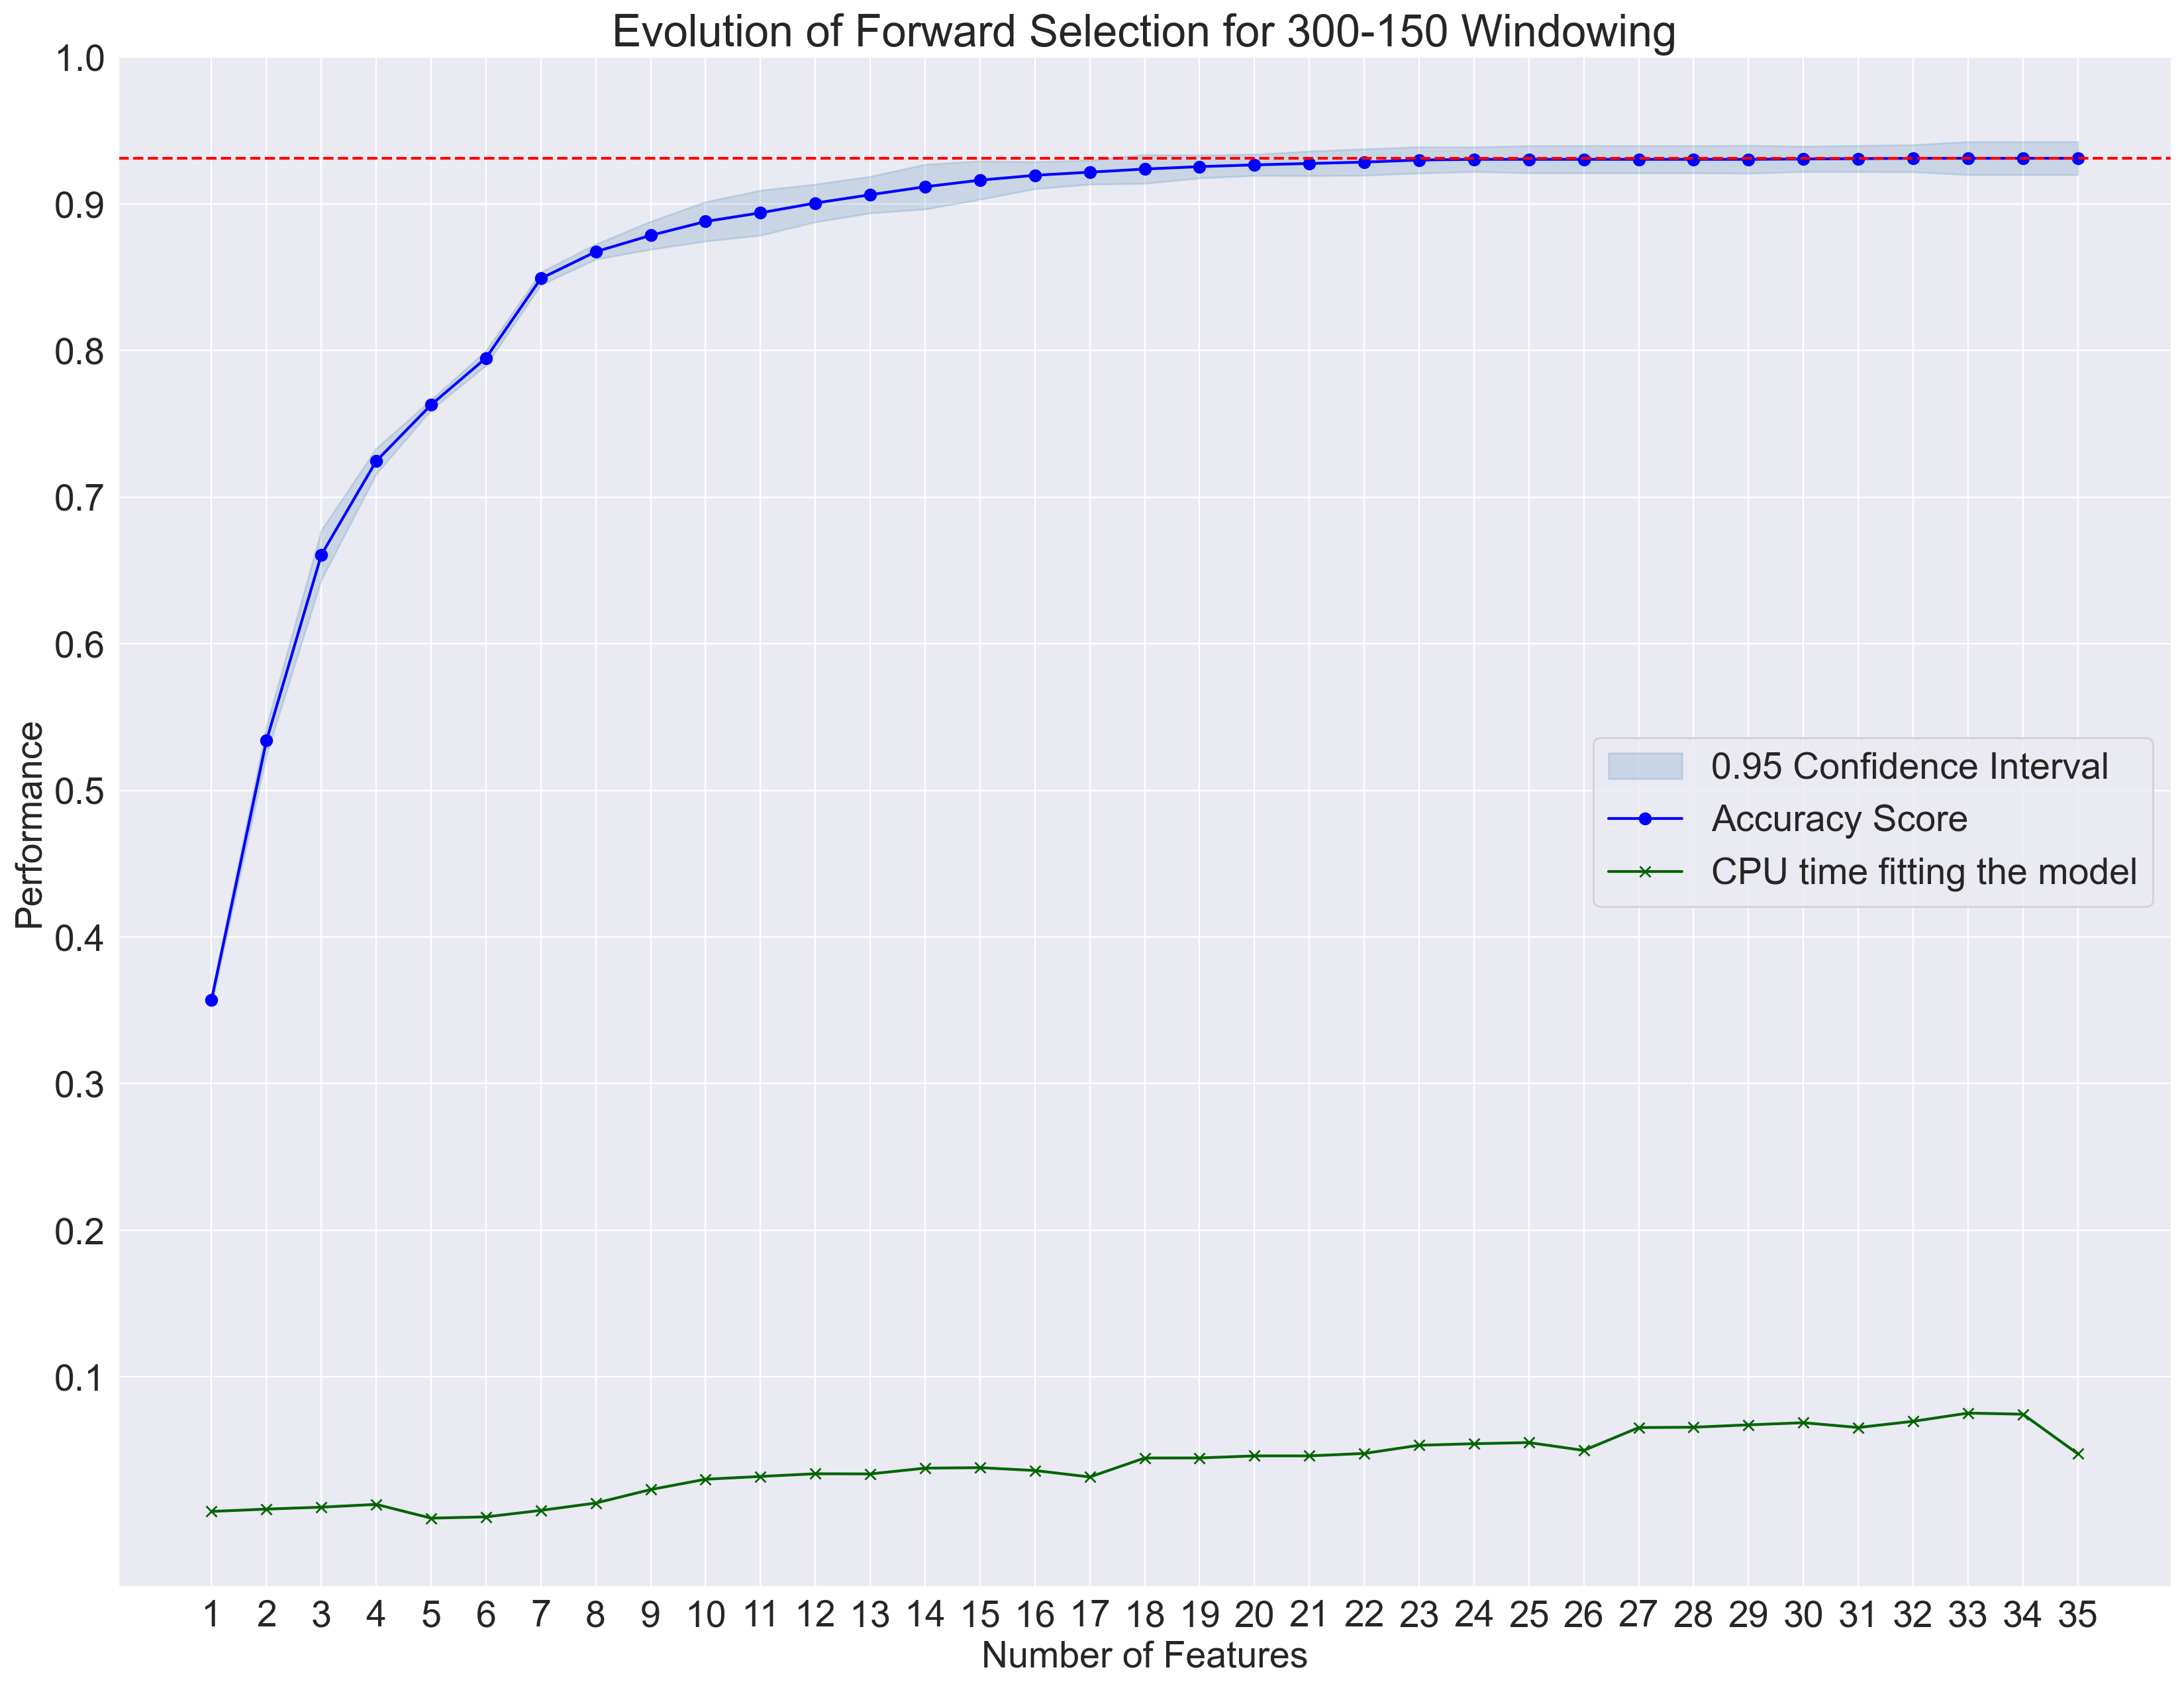 Evolution of Forward Selection for 300-150 Windowing
1.0
0.9
0.8
0.7
0.6
0.5
0.4
0.3
0.2
0.1
Performance
0.95 Confidence Interval
Accuracy Score
CPU time fitting the model
1 2 3 4 5 6 7 8 9 10 11 12 13 14 15 16 17 18 19 20 21 22 23 24 25 26 27 28 29 30 31 32 33 34 35
Number of Features